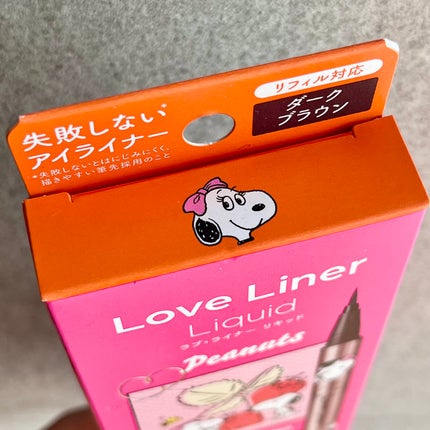 失敗しない*
アイライナー
*失敗しないとはにじみにくく、
描きやすい筆先採用のこと
リフィル対応
ダーク
ブラウン
Love Liner
Liquid
ラブ・ライナー リキッド
Peanuts